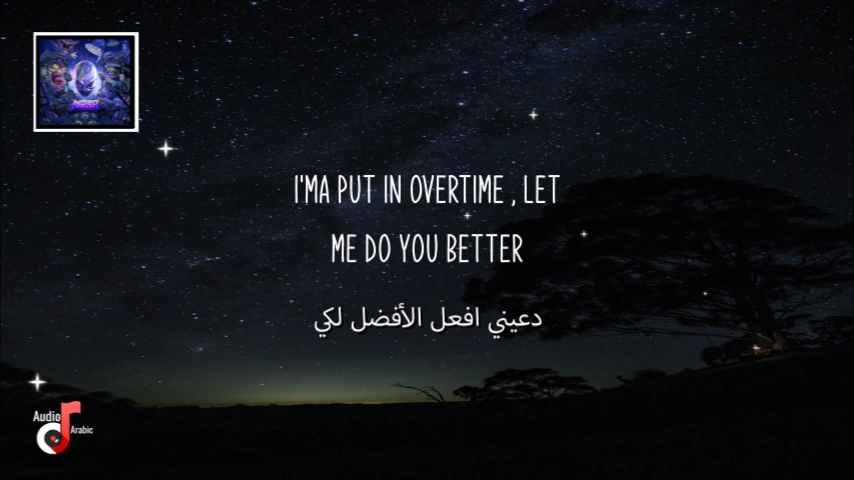 I'MA PUT IN OVERTIME , LET
ME DO YOU BETTER
دعيني افعل الأفضل لكي
Audio
Arabic